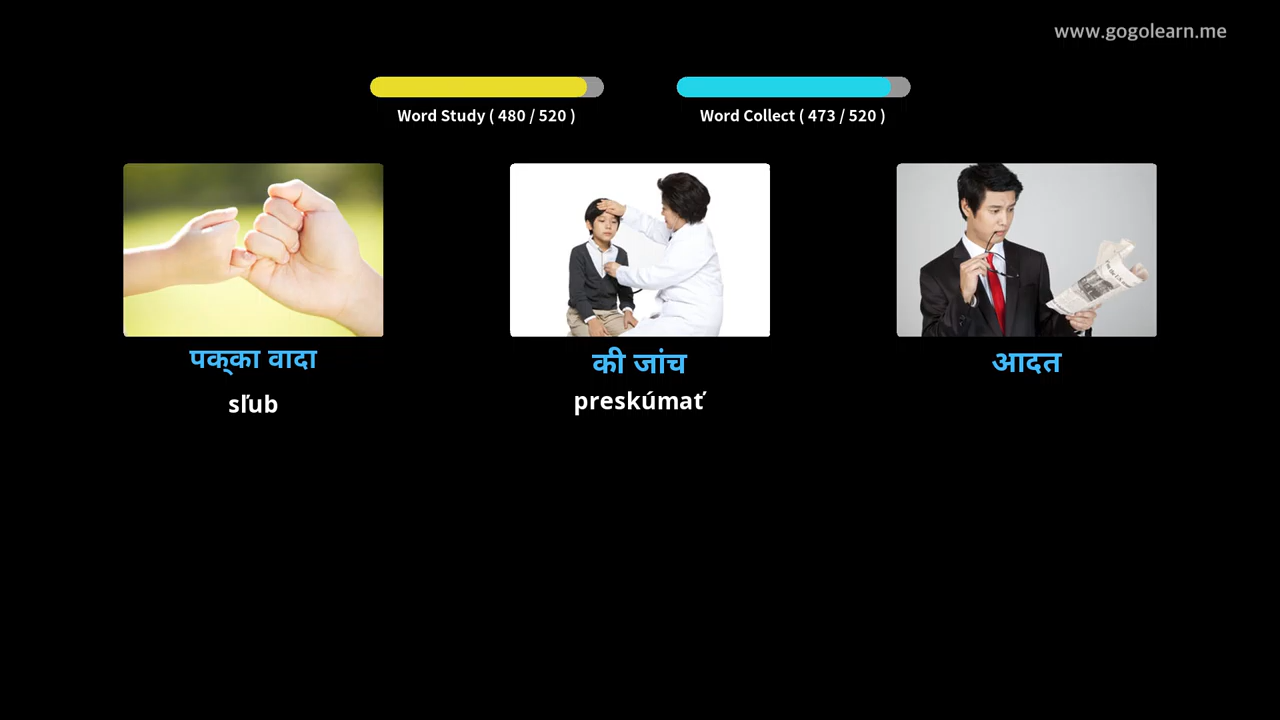 www.gogolearn.me
Word Study ( 480 / 520 )
Word Collect ( 473 / 520 )
पक्‍का वादा
sľub
की जांच
preskúmať
आदत